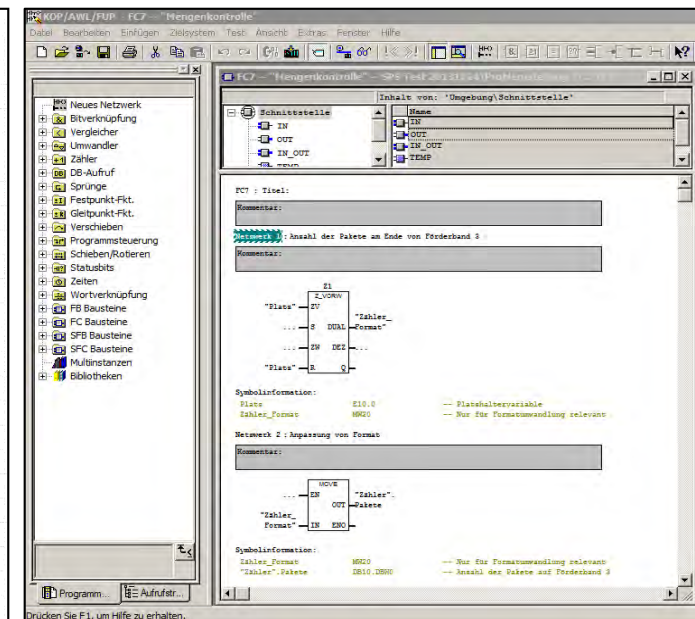 KOP/AWL/FUP - FC7 -- "Mengenkontrolle"
Datei Bearbeiten Einfügen Zielsystem Test Ansicht Extras Fenster Hilfe
FC7 -- "Mengenkontrolle" --
Inhalt von: 'Umgebung\Schnittstelle'
Schnittstelle
IN
OUT
IN_OUT
TEMP
Name
IN
OUT
IN_OUT
TEMP
Neues Netzwerk
Bitverknüpfung
Vergleicher
Umwandler
Zähler
DB-Aufruf
Sprünge
Festpunkt-Fkt.
Gleitpunkt-Fkt.
Verschieben
Programmsteuerung
Schieben/Rotieren
Statusbits
Zeiten
Wortverknüpfung
FB Bausteine
FC Bausteine
SFB Bausteine
SFC Bausteine
Multiinstanzen
Bibliotheken
Programm... Aufrufstr...
FC7 : Titel:
Kommentar:
Netzwerk 1 : Anzahl der Pakete am Ende von Förderband 3
Kommentar:
Z1
Z_VORW
"Platz" ZV
"Zähler_
... S DUAL Format"
... ZW DEZ ...
"Platz" R Q
Symbolinformation:
Platz E10.0 -- Platzhaltervariable
Zähler_Format MW20 -- Nur für Formatumwandlung relevant
Netzwerk 2 : Anpassung von Format
Kommentar:
MOVE
... EN "Zähler".
OUT Pakete
"Zähler_
Format" IN ENO
Symbolinformation:
Zähler_Format MW20 -- Nur für Formatumwandlung relevant
"Zähler".Pakete DB10.DBW0 -- Anzahl der Pakete auf Förderband 3
Drücken Sie F1, um Hilfe zu erhalten.